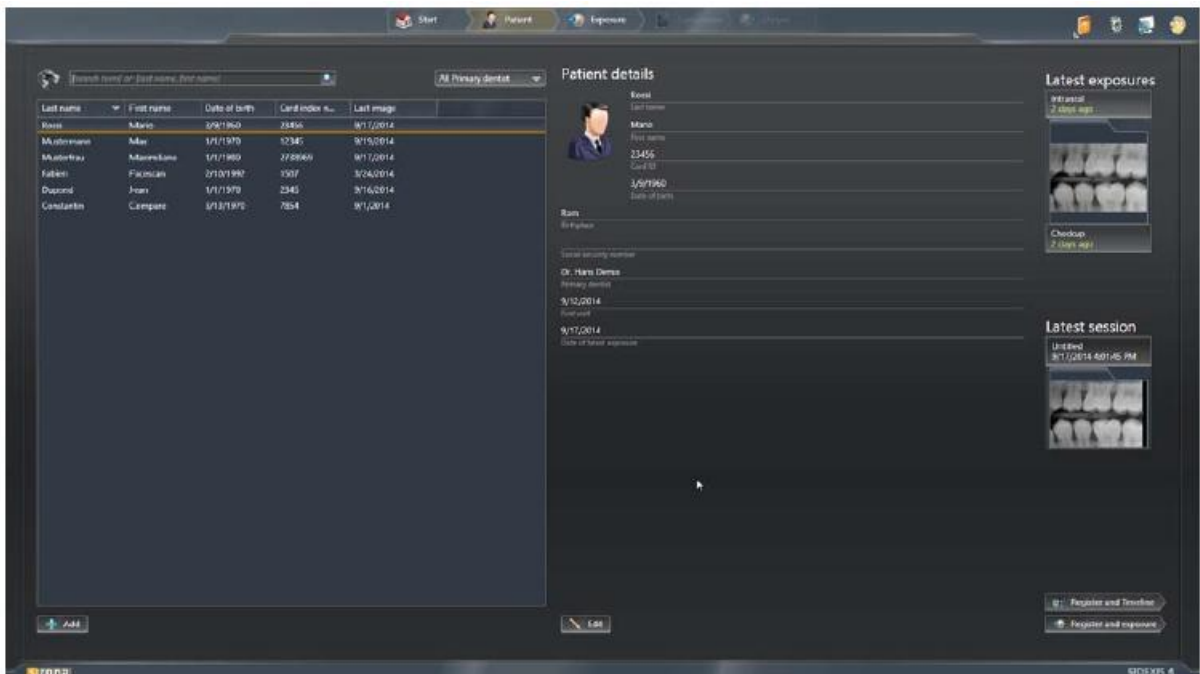 Start Patient Exposure
All Primary dentist
Last name First name Date of birth Card index n... Last image
Rossi Mario 3/9/1960 23456 9/17/2014
Mustermann Max 1/1/1970 12345 9/19/2014
Musterfrau Maximiliane 1/1/1980 2738969 9/17/2014
Fabien Facescan 2/10/1992 1507 3/24/2014
Dupond Jean 1/1/1970 2345 9/16/2014
Constantin Compare 3/13/1970 7854 9/1/2014
Add
Patient details
Rossi
Last name
Mario
First name
23456
Card ID
3/9/1960
Date of birth
Rom
Birthplace
Social security number
Dr. Hans Demo
Primary dentist
9/12/2014
First visit
9/17/2014
Date of latest exposure
Edit
Latest exposures
Intraoral
2 days ago
Checkup
2 days ago
Latest session
Untitled
9/17/2014 4:01:45 PM
Register and Timeline
Register and exposure
sirona
SIDEXIS 4